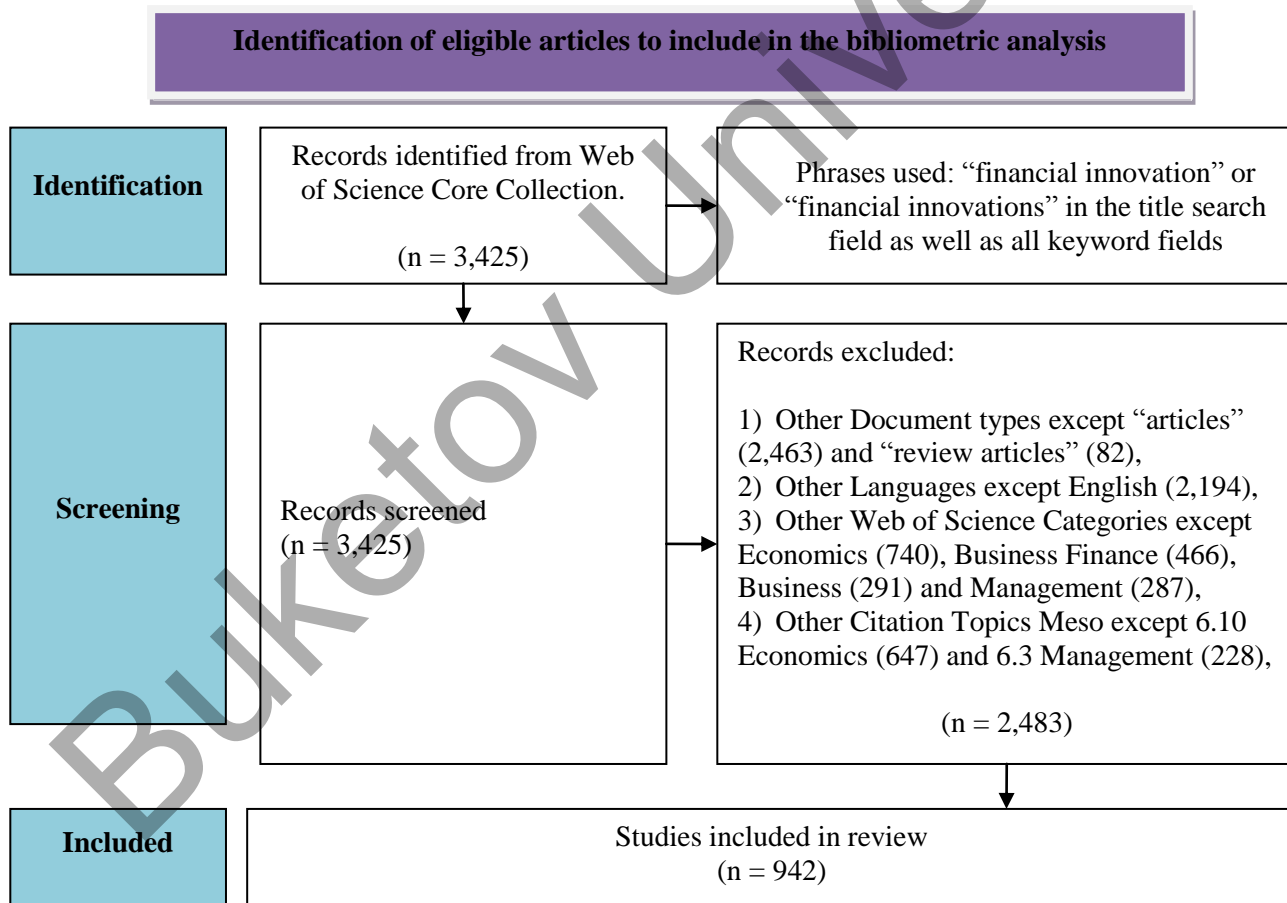 Identification of eligible articles to include in the bibliometric analysis
Identification
Records identified from Web
of Science Core Collection.
(n = 3,425)
Phrases used: “financial innovation” or
“financial innovations” in the title search
field as well as all keyword fields
Screening
Records screened
(n = 3,425)
Records excluded:
1) Other Document types except “articles”
(2,463) and “review articles” (82),
2) Other Languages except English (2,194),
3) Other Web of Science Categories except
Economics (740), Business Finance (466),
Business (291) and Management (287),
4) Other Citation Topics Meso except 6.10
Economics (647) and 6.3 Management (228),
(n = 2,483)
Included
Studies included in review
(n = 942)
Buketov